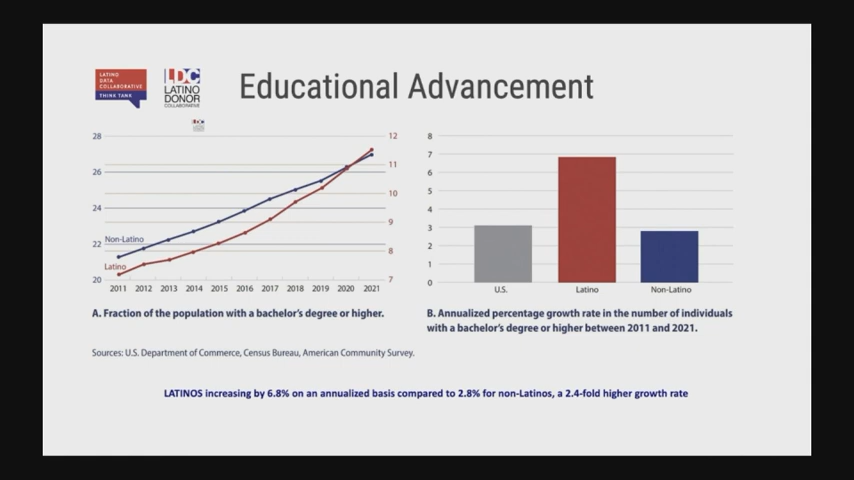 LATINO
DATA
COLLABORATIVE
THINK TANK
LDC
LATINO
DONOR
COLLABORATIVE
Educational Advancement
28
26
24
22
20
12
11
10
9
8
7
Non-Latino
Latino
2011 2012 2013 2014 2015 2016 2017 2018 2019 2020 2021
A. Fraction of the population with a bachelor's degree or higher.
8
7
6
5
4
3
2
1
0
U.S. Latino Non-Latino
B. Annualized percentage growth rate in the number of individuals
with a bachelor's degree or higher between 2011 and 2021.
Sources: U.S. Department of Commerce, Census Bureau, American Community Survey.
LATINOS increasing by 6.8% on an annualized basis compared to 2.8% for non-Latinos, a 2.4-fold higher growth rate